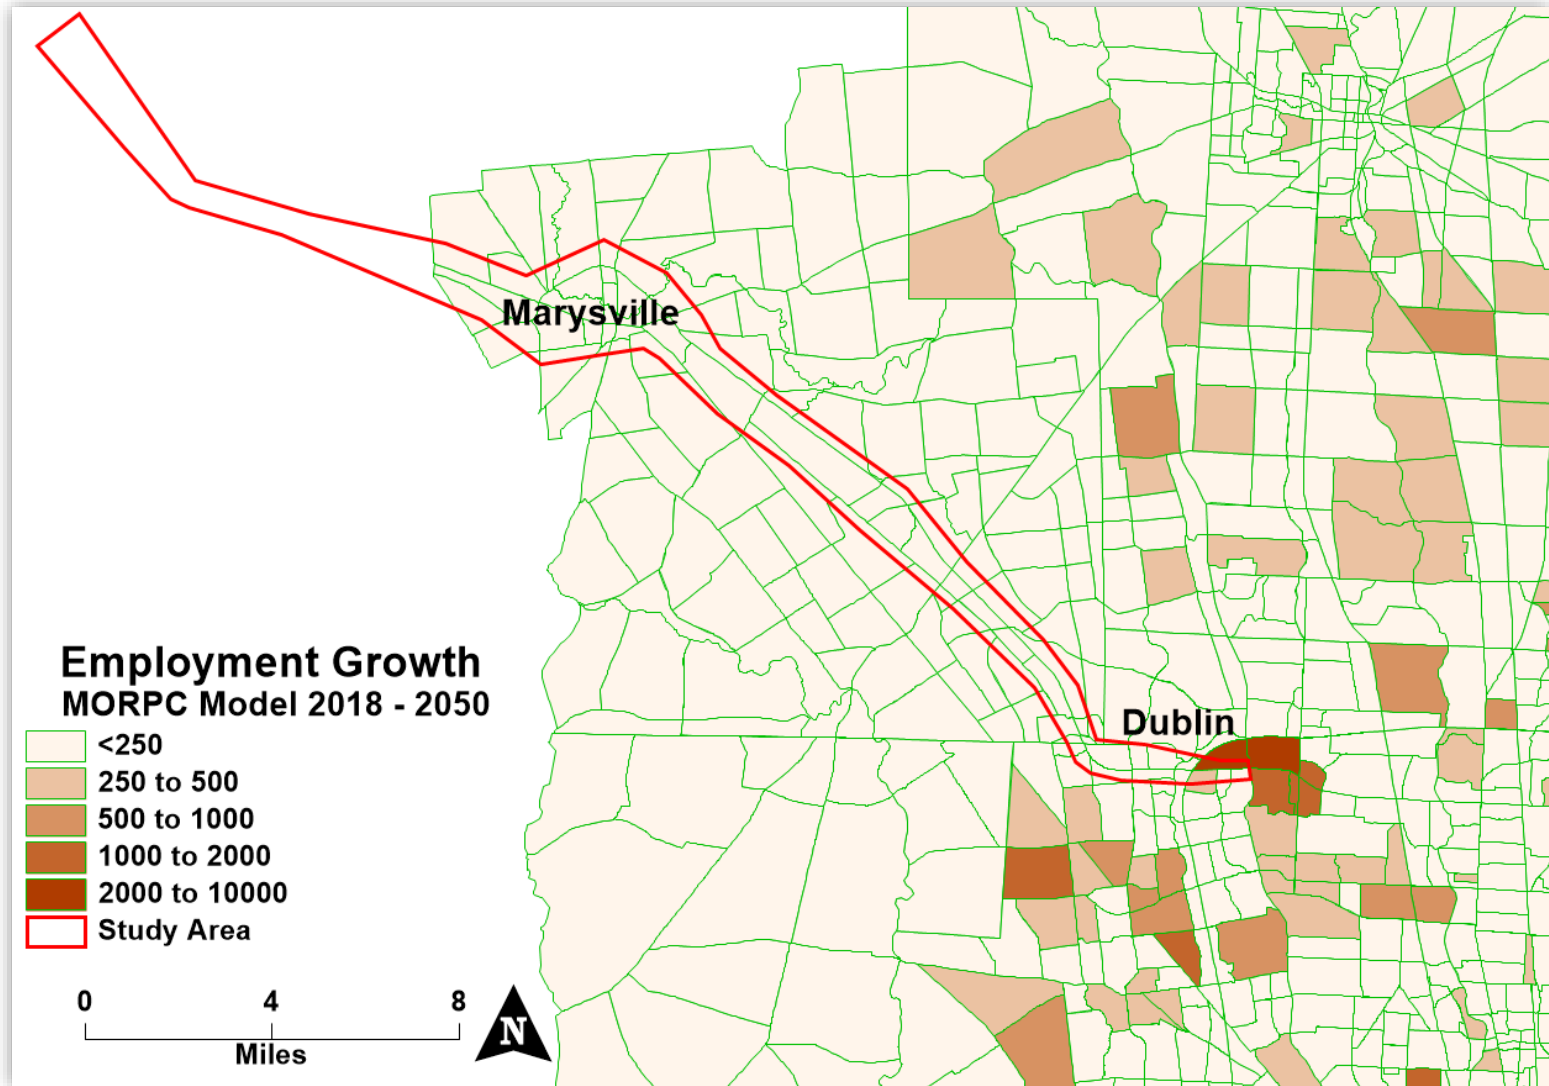 Marysville
Dublin
Employment Growth
MORPC Model 2018 - 2050
<250
250 to 500
500 to 1000
1000 to 2000
2000 to 10000
Study Area
0 4 8
Miles
N